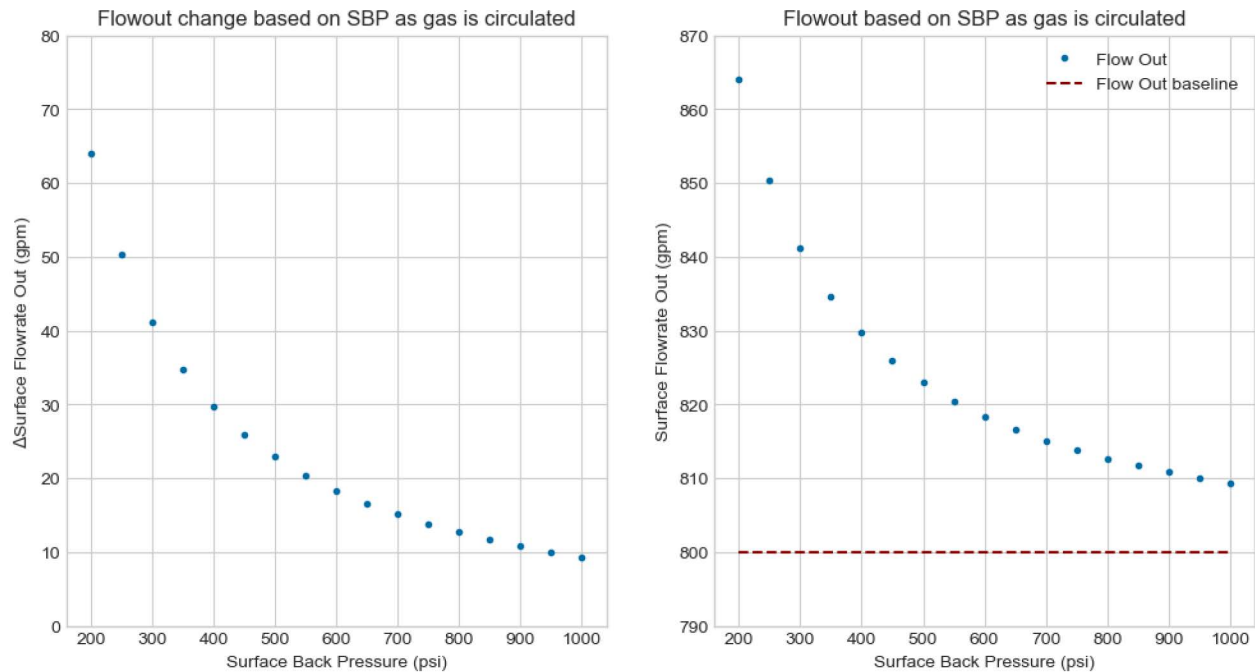 Flowout change based on SBP as gas is circulated
80
70
60
50
40
30
20
10
0
ΔSurface Flowrate Out (gpm)
200 300 400 500 600 700 800 900 1000
Surface Back Pressure (psi)
Flowout based on SBP as gas is circulated
870
860
850
840
830
820
810
800
790
Surface Flowrate Out (gpm)
Flow Out
Flow Out baseline
200 300 400 500 600 700 800 900 1000
Surface Back Pressure (psi)